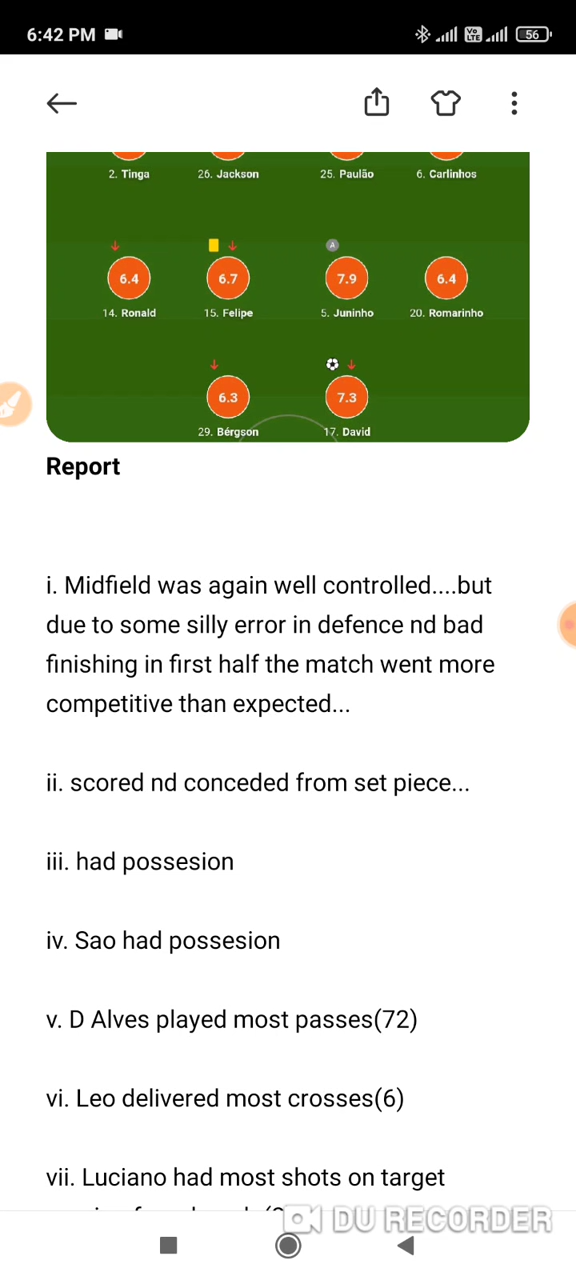 6:42 PM
Vo LTE 56
2. Tinga 26. Jackson 25. Paulão 6. Carlinhos
A
6.4 6.7 7.9 6.4
14. Ronald 15. Felipe 5. Juninho 20. Romarinho
6.3 7.3
29. Bérgson 17. David
Report
i. Midfield was again well controlled....but
due to some silly error in defence nd bad
finishing in first half the match went more
competitive than expected...
ii. scored nd conceded from set piece...
iii. had possesion
iv. Sao had possesion
v. D Alves played most passes(72)
vi. Leo delivered most crosses(6)
vii. Luciano had most shots on target
DU RECORDER